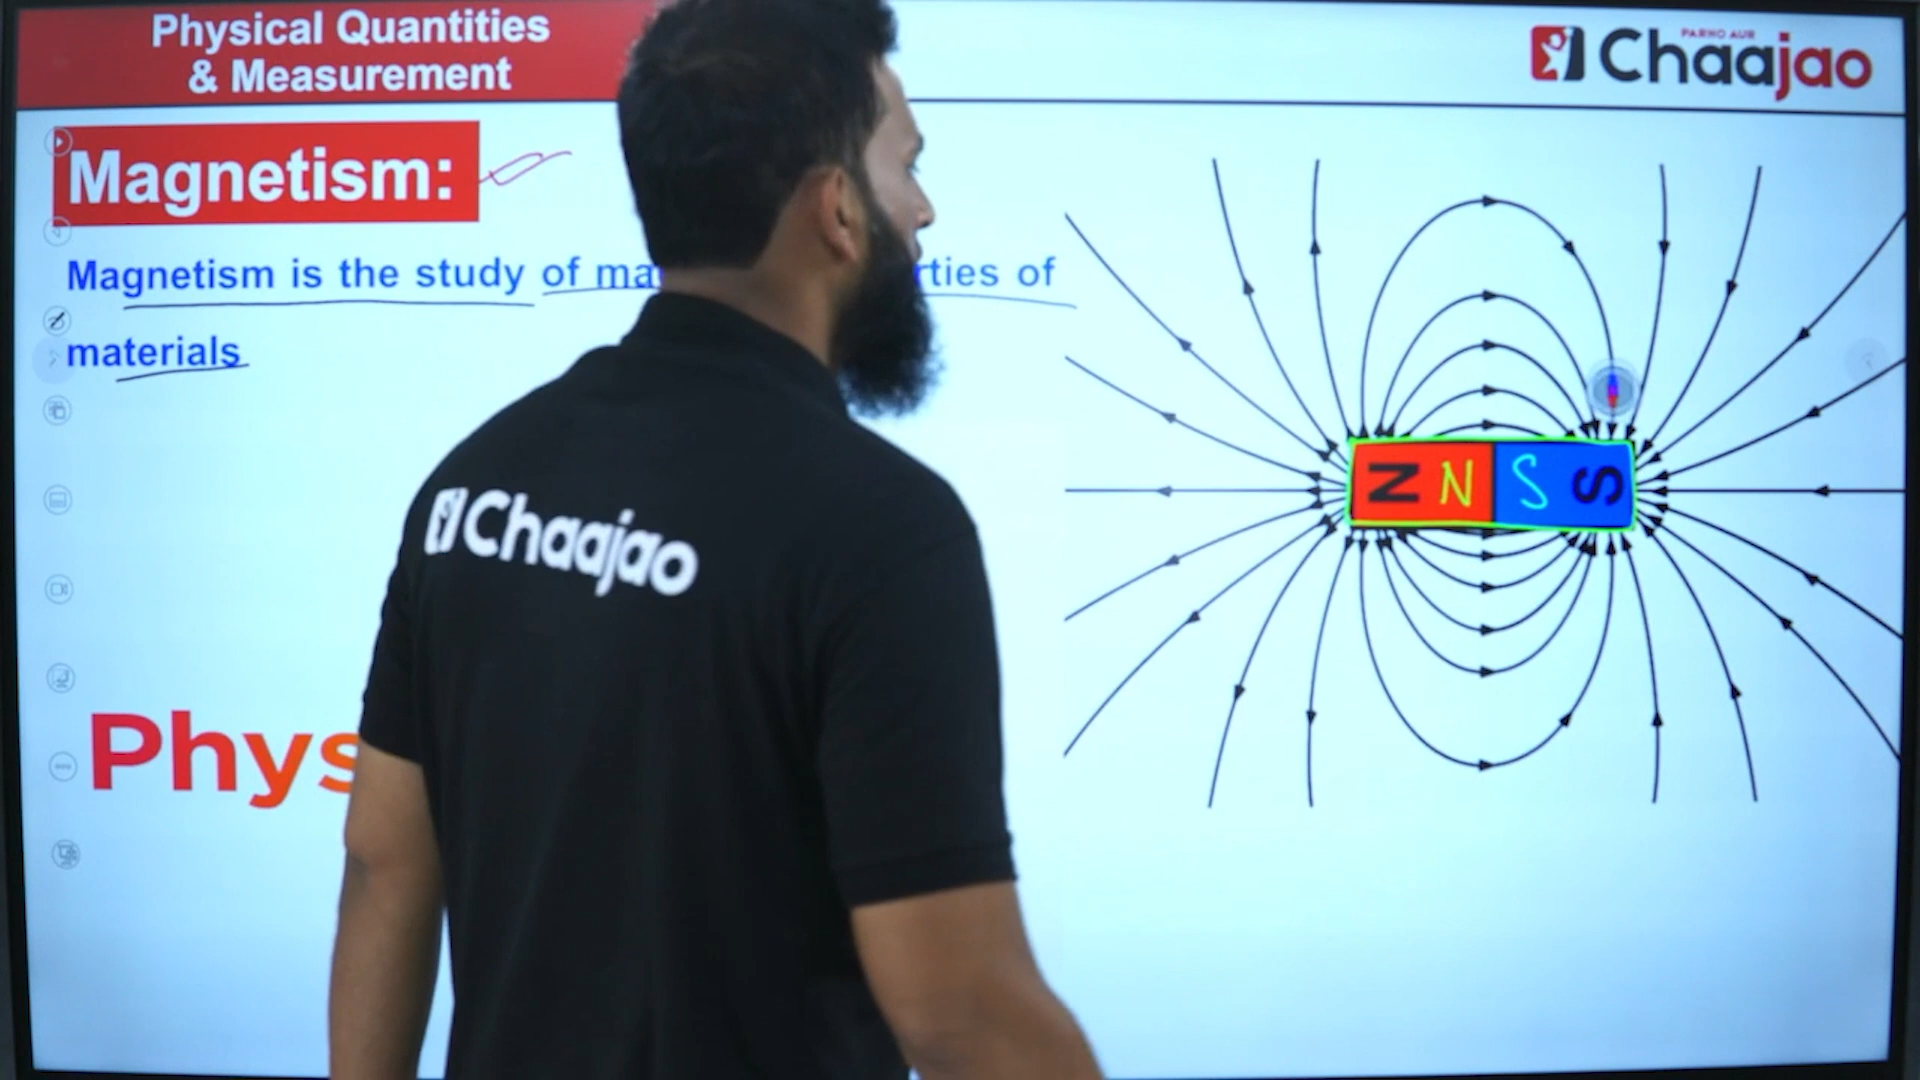 Physical Quantities
& Measurement
PARHO AUR
Chaajao
Magnetism:
Magnetism is the study of ma rties of
materials
N N S S
Chaajao
Phys